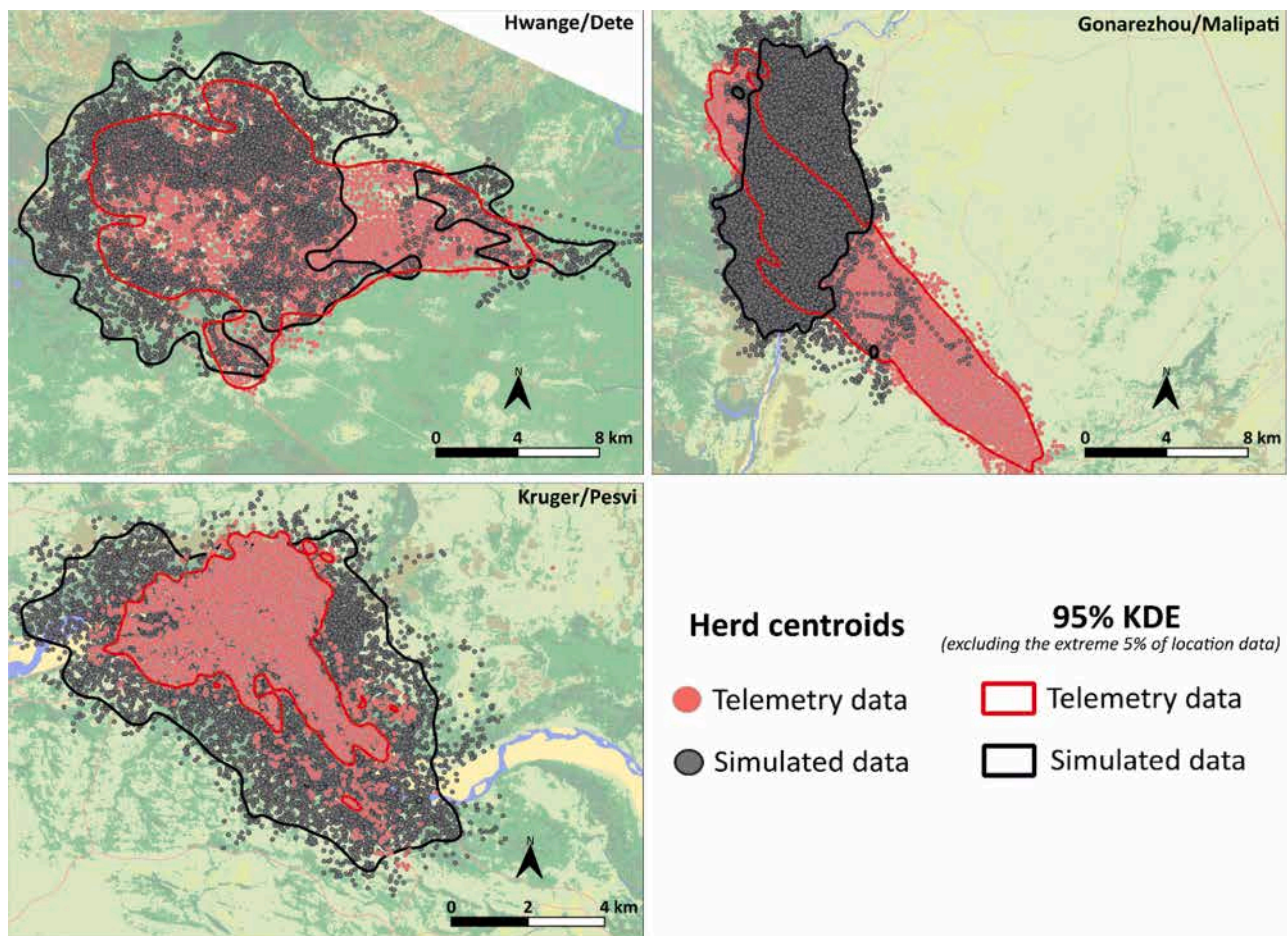 Hwange/Dete
N
0 4 8 km
Gonarezhou/Malipati
N
0 4 8 km
Kruger/Pesvi
N
0 2 4 km
Herd centroids
Telemetry data
Simulated data
95% KDE
(excluding the extreme 5% of location data)
Telemetry data
Simulated data